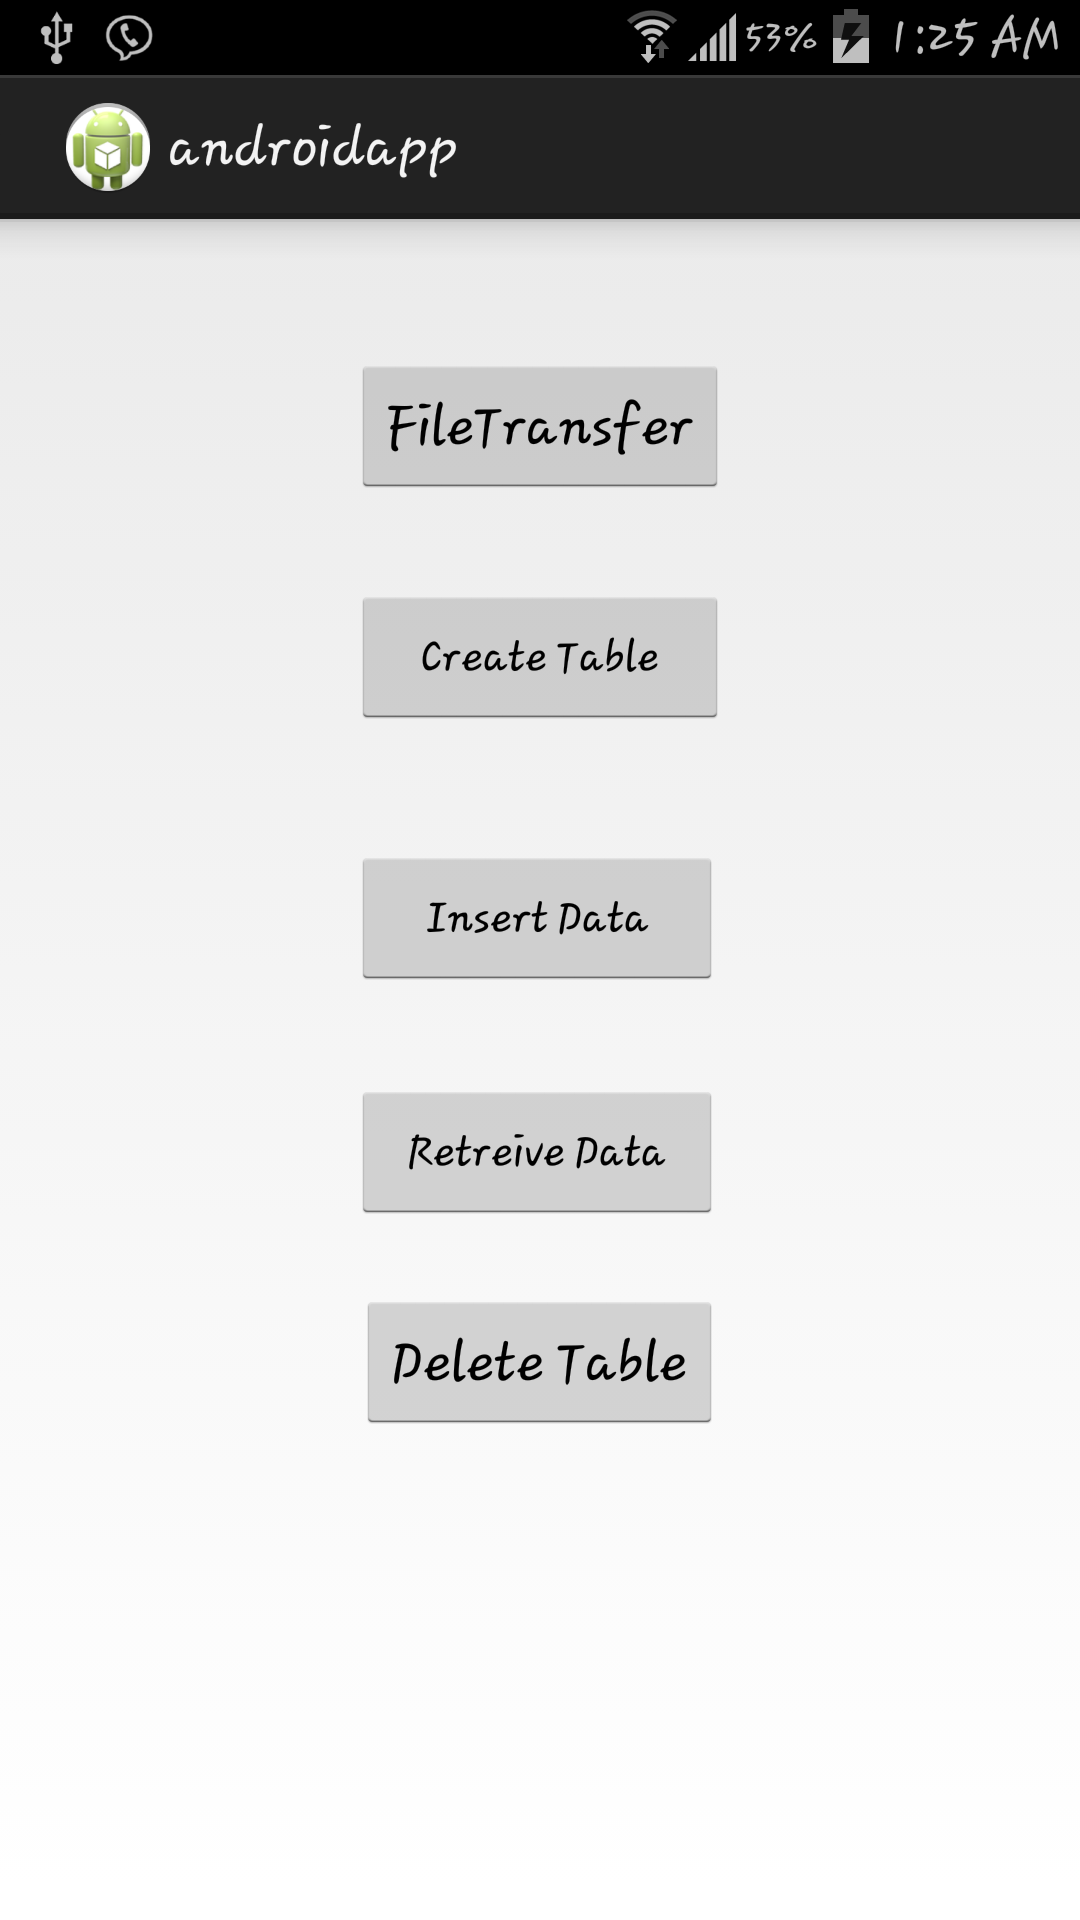 53% 1:25 AM
androidapp
FileTransfer
Create Table
Insert Data
Retreive Data
Delete Table